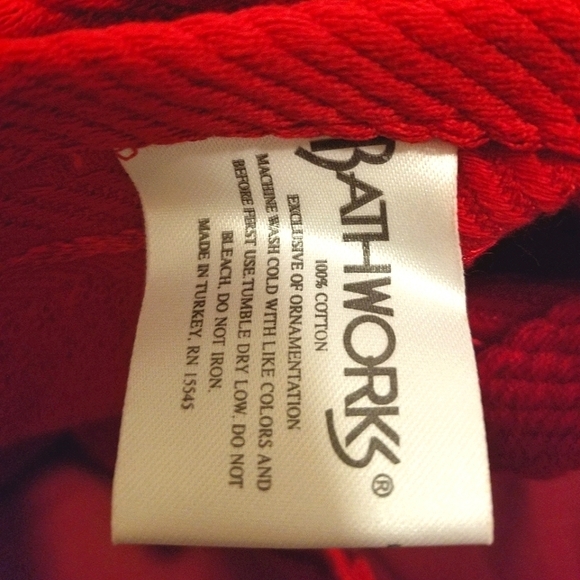 BATHWORKS®
100% COTTON
EXCLUSIVE OF ORNAMENTATION
MACHINE WASH COLD WITH LIKE COLORS AND
BEFORE FIRST USE.TUMBLE DRY LOW. DO NOT
BLEACH, DO NOT IRON.
MADE IN TURKEY. RN 15545